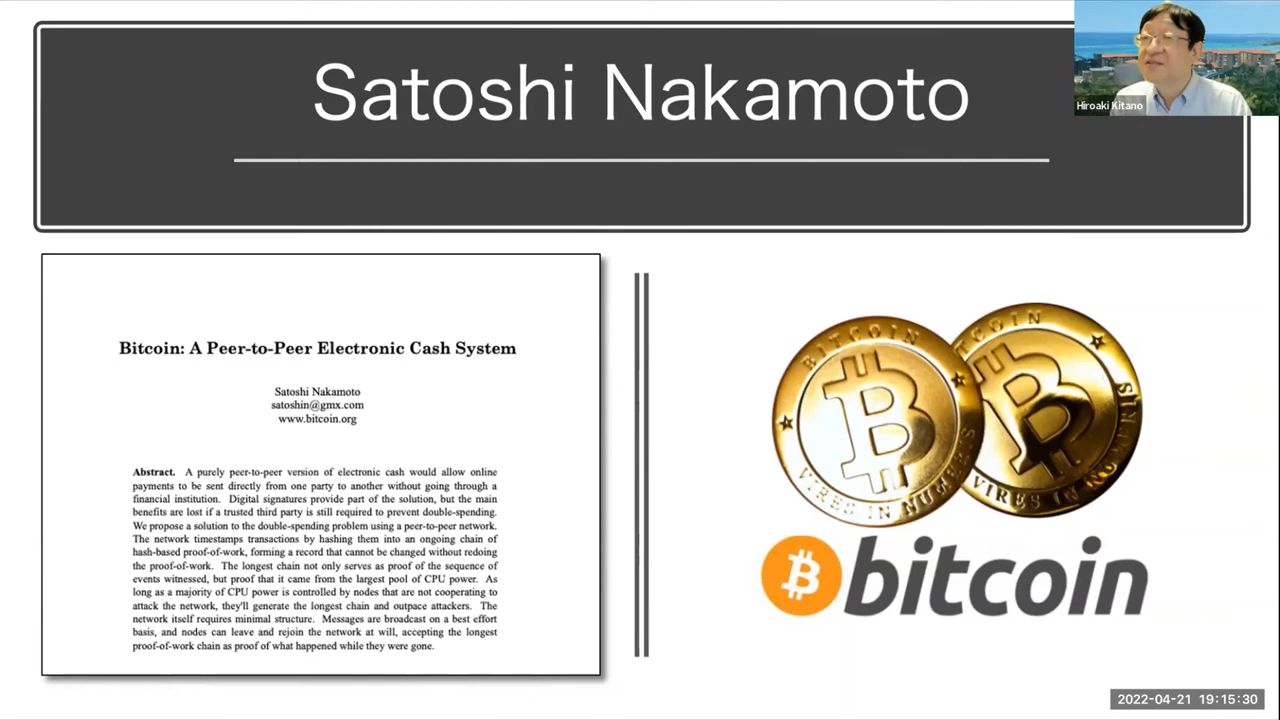 Satoshi Nakamoto
Hiroaki Kitano
Bitcoin: A Peer-to-Peer Electronic Cash System
Satoshi Nakamoto
satoshin@gmx.com
www.bitcoin.org
Abstract. A purely peer-to-peer version of electronic cash would allow online
payments to be sent directly from one party to another without going through a
financial institution. Digital signatures provide part of the solution, but the main
benefits are lost if a trusted third party is still required to prevent double-spending.
We propose a solution to the double-spending problem using a peer-to-peer network.
The network timestamps transactions by hashing them into an ongoing chain of
hash-based proof-of-work, forming a record that cannot be changed without redoing
the proof-of-work. The longest chain not only serves as proof of the sequence of
events witnessed, but proof that it came from the largest pool of CPU power. As
long as a majority of CPU power is controlled by nodes that are not cooperating to
attack the network, they'll generate the longest chain and outpace attackers. The
network itself requires minimal structure. Messages are broadcast on a best effort
basis, and nodes can leave and rejoin the network at will, accepting the longest
proof-of-work chain as proof of what happened while they were gone.
BITCOIN
VIRES IN NUMERIS
bitcoin
2022-04-21 19:15:30